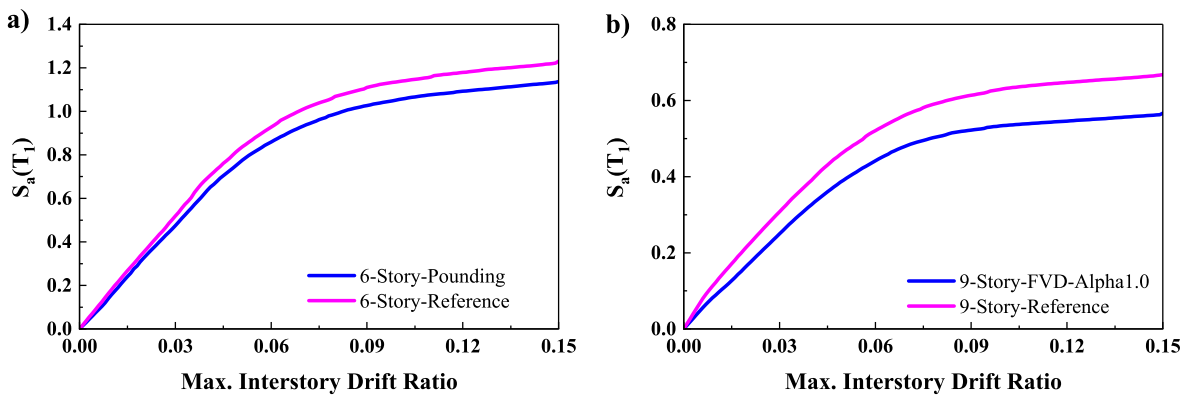 a)
1.4
1.2
1.0
0.8
0.6
0.4
0.2
0.0
Sa(T1)
6-Story-Pounding
6-Story-Reference
0.00 0.03 0.06 0.09 0.12 0.15
Max. Interstory Drift Ratio
b)
0.8
0.6
0.4
0.2
0.0
Sa(T1)
9-Story-FVD-Alpha1.0
9-Story-Reference
0.00 0.03 0.06 0.09 0.12 0.15
Max. Interstory Drift Ratio